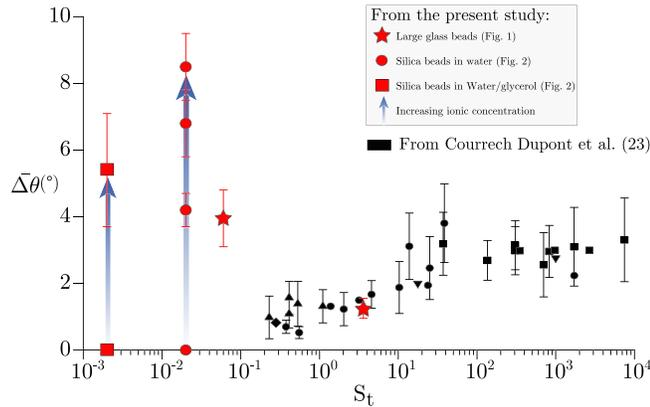 From the present study:
Large glass beads (Fig. 1)
Silica beads in water (Fig. 2)
Silica beads in Water/glycerol (Fig. 2)
Increasing ionic concentration
From Courrech Dupont et al. (23)
10
8
6
4
2
0
Δ̄θ(°)
10⁻³ 10⁻² 10⁻¹ 10⁰ 10¹ 10² 10³ 10⁴
Sₜ